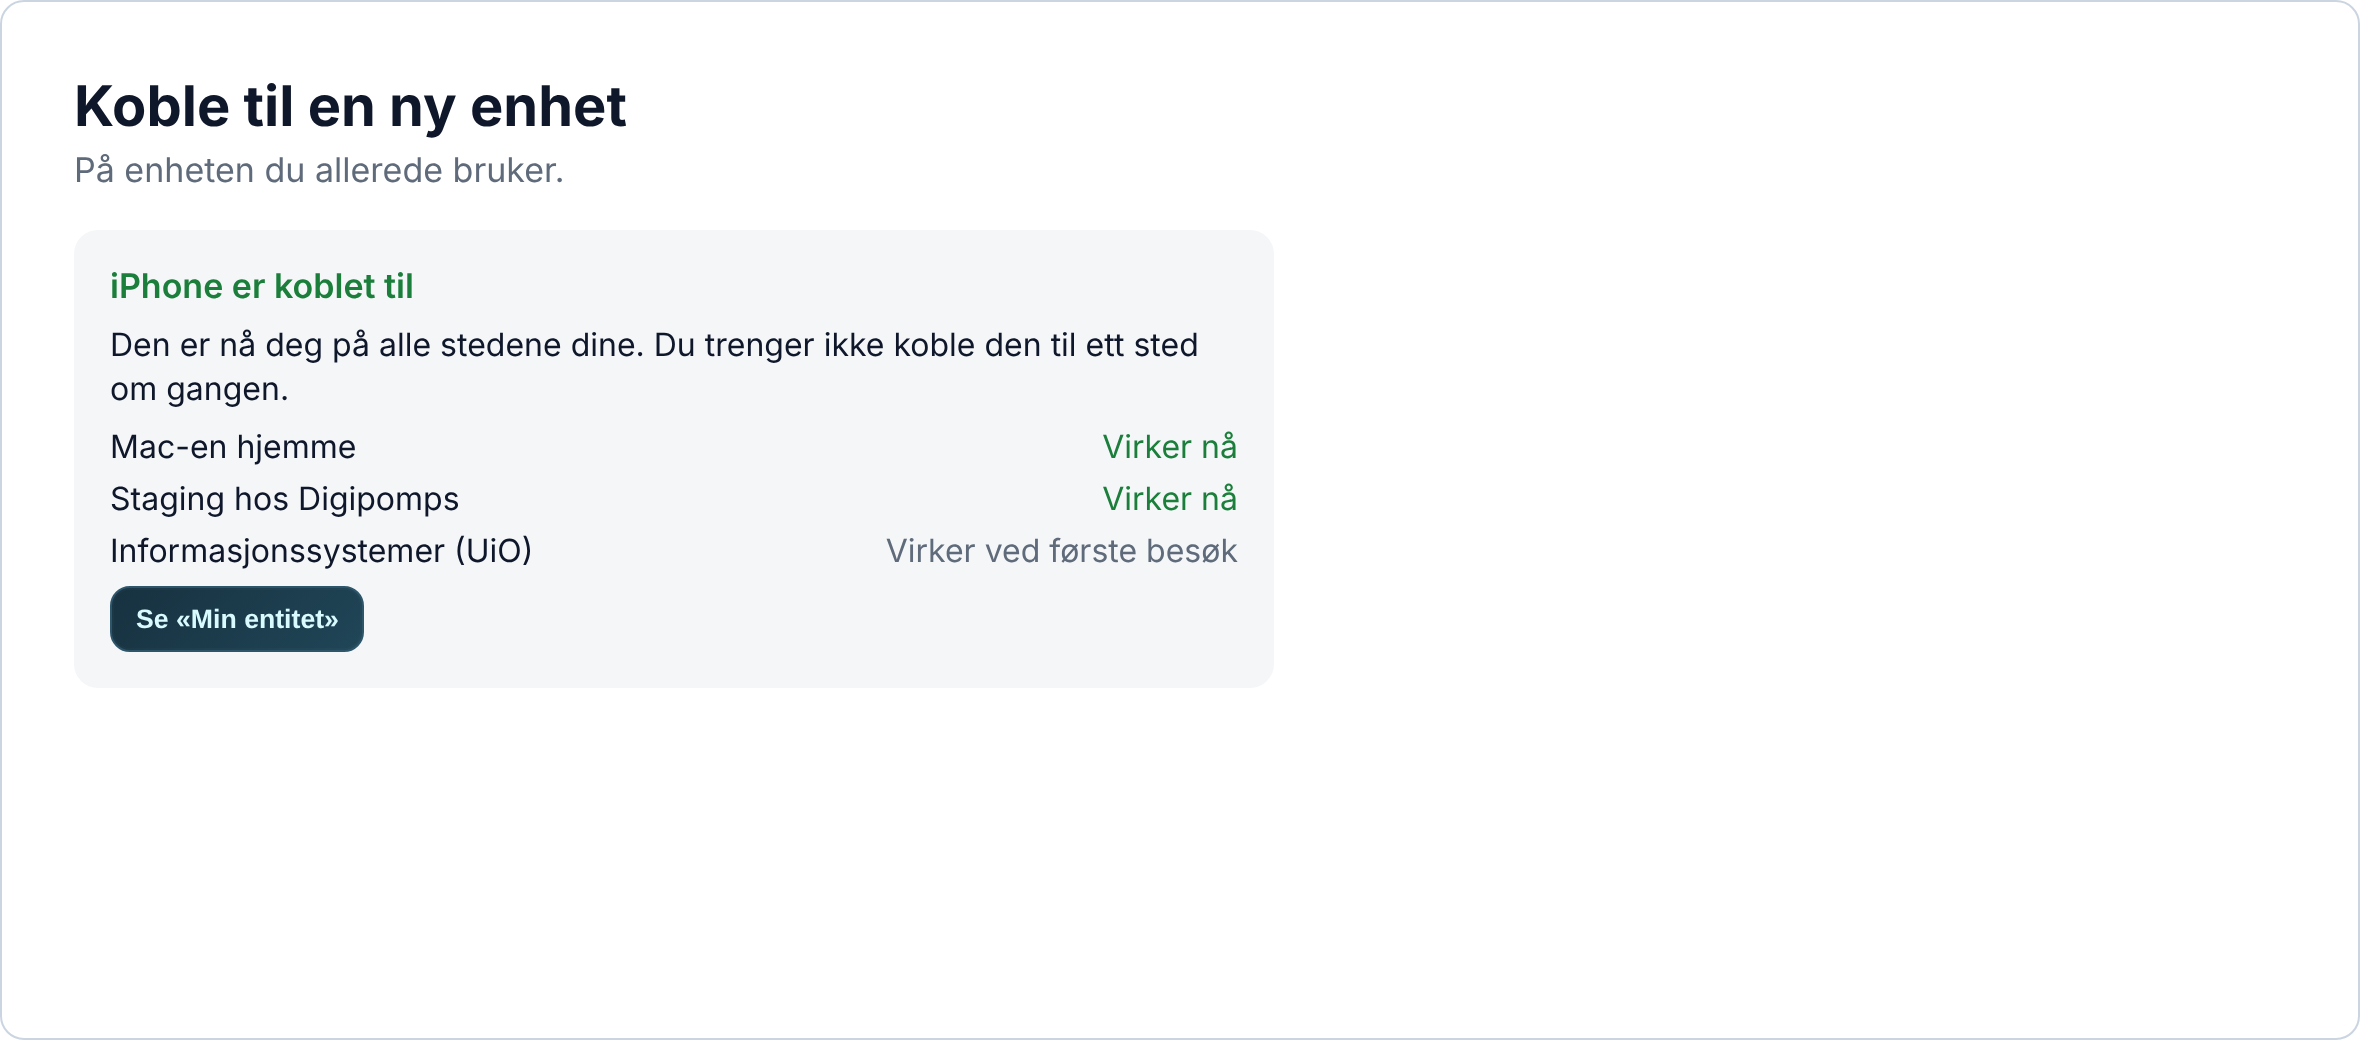 Koble til en ny enhet
På enheten du allerede bruker.
iPhone er koblet til
Den er nå deg på alle stedene dine. Du trenger ikke koble den til ett sted
om gangen.
Mac-en hjemme Virker nå
Staging hos Digipomps Virker nå
Informasjonssystemer (UiO) Virker ved første besøk
Se «Min entitet»